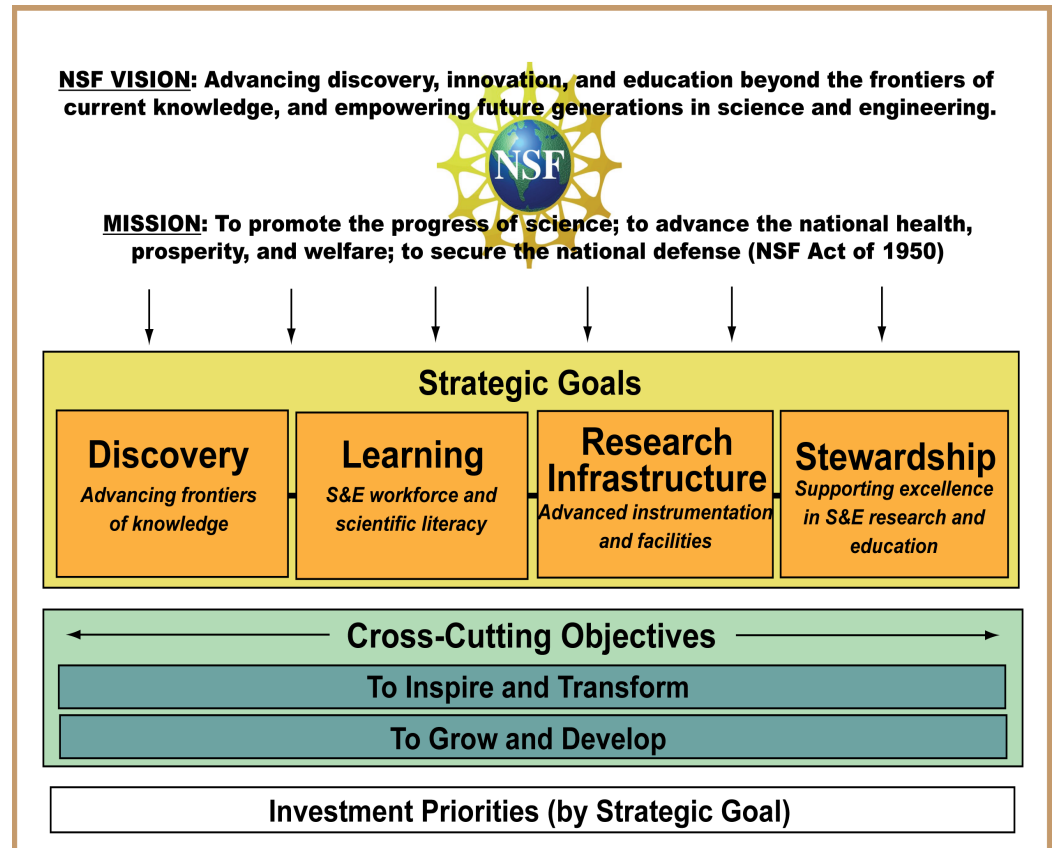 NSF VISION: Advancing discovery, innovation, and education beyond the frontiers of
current knowledge, and empowering future generations in science and engineering.
NSF
MISSION: To promote the progress of science; to advance the national health,
prosperity, and welfare; to secure the national defense (NSF Act of 1950)
Strategic Goals
Discovery
Advancing frontiers
of knowledge
Learning
S&E workforce and
scientific literacy
Research
Infrastructure
Advanced instrumentation
and facilities
Stewardship
Supporting excellence
in S&E research and
education
Cross-Cutting Objectives
To Inspire and Transform
To Grow and Develop
Investment Priorities (by Strategic Goal)